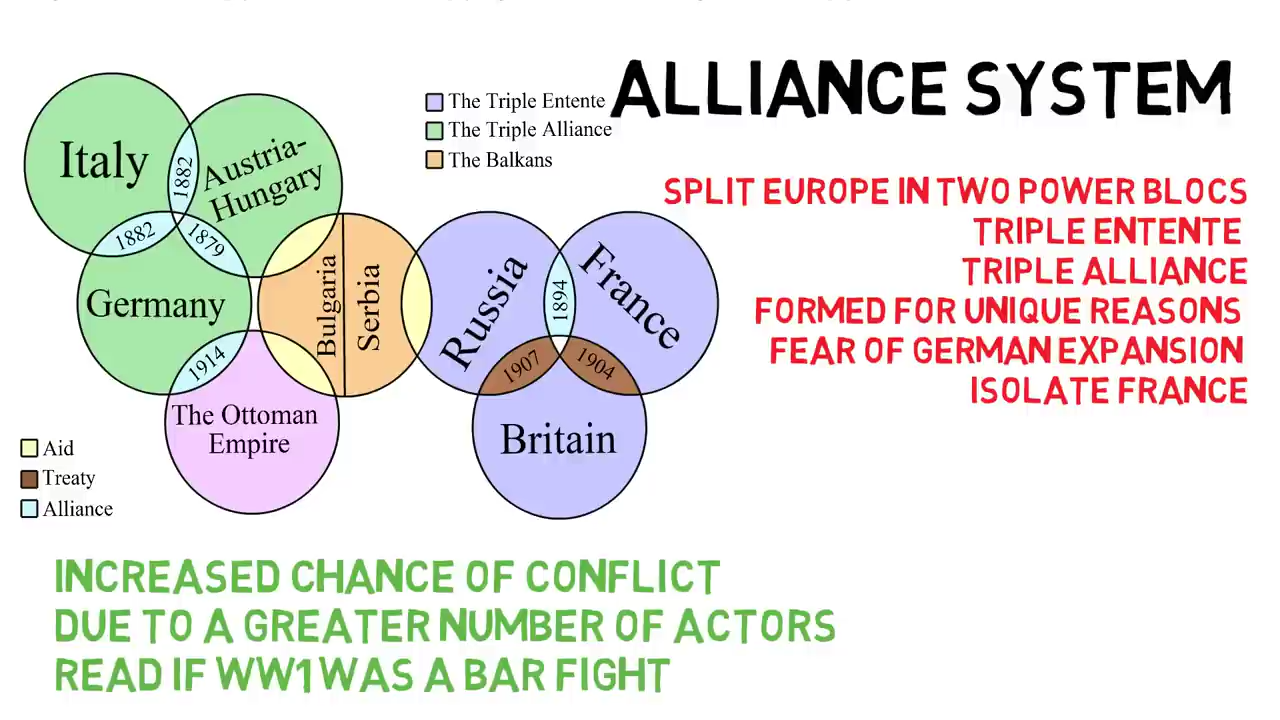 ALLIANCE SYSTEM
The Triple Entente
The Triple Alliance
The Balkans
Italy
1882
Austria-
Hungary
1882
1879
Germany
1914
The Ottoman
Empire
Bulgaria
Serbia
Russia
1894
France
1907
1904
Britain
Aid
Treaty
Alliance
SPLIT EUROPE IN TWO POWER BLOCS
TRIPLE ENTENTE
TRIPLE ALLIANCE
FORMED FOR UNIQUE REASONS
FEAR OF GERMAN EXPANSION
ISOLATE FRANCE
INCREASED CHANCE OF CONFLICT
DUE TO A GREATER NUMBER OF ACTORS
READ IF WW1 WAS A BAR FIGHT